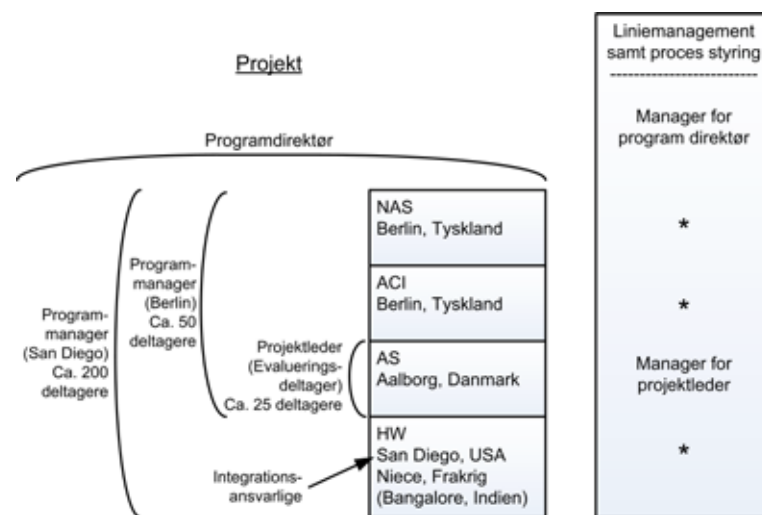 Projekt
Programdirektør
NAS
Berlin, Tyskland
ACI
Berlin, Tyskland
AS
Aalborg, Danmark
HW
San Diego, USA
Niece, Frakrig
(Bangalore, Indien)
Program-
manager
(San Diego)
Ca. 200
deltagere
Program-
manager
(Berlin)
Ca. 50
deltagere
Projektleder
(Evaluerings-
deltager)
Ca. 25 deltagere
Integrations-
ansvarlige
Liniemanagement
samt proces styring
-------------------------
Manager for
program direktør
*
*
Manager for
projektleder
*